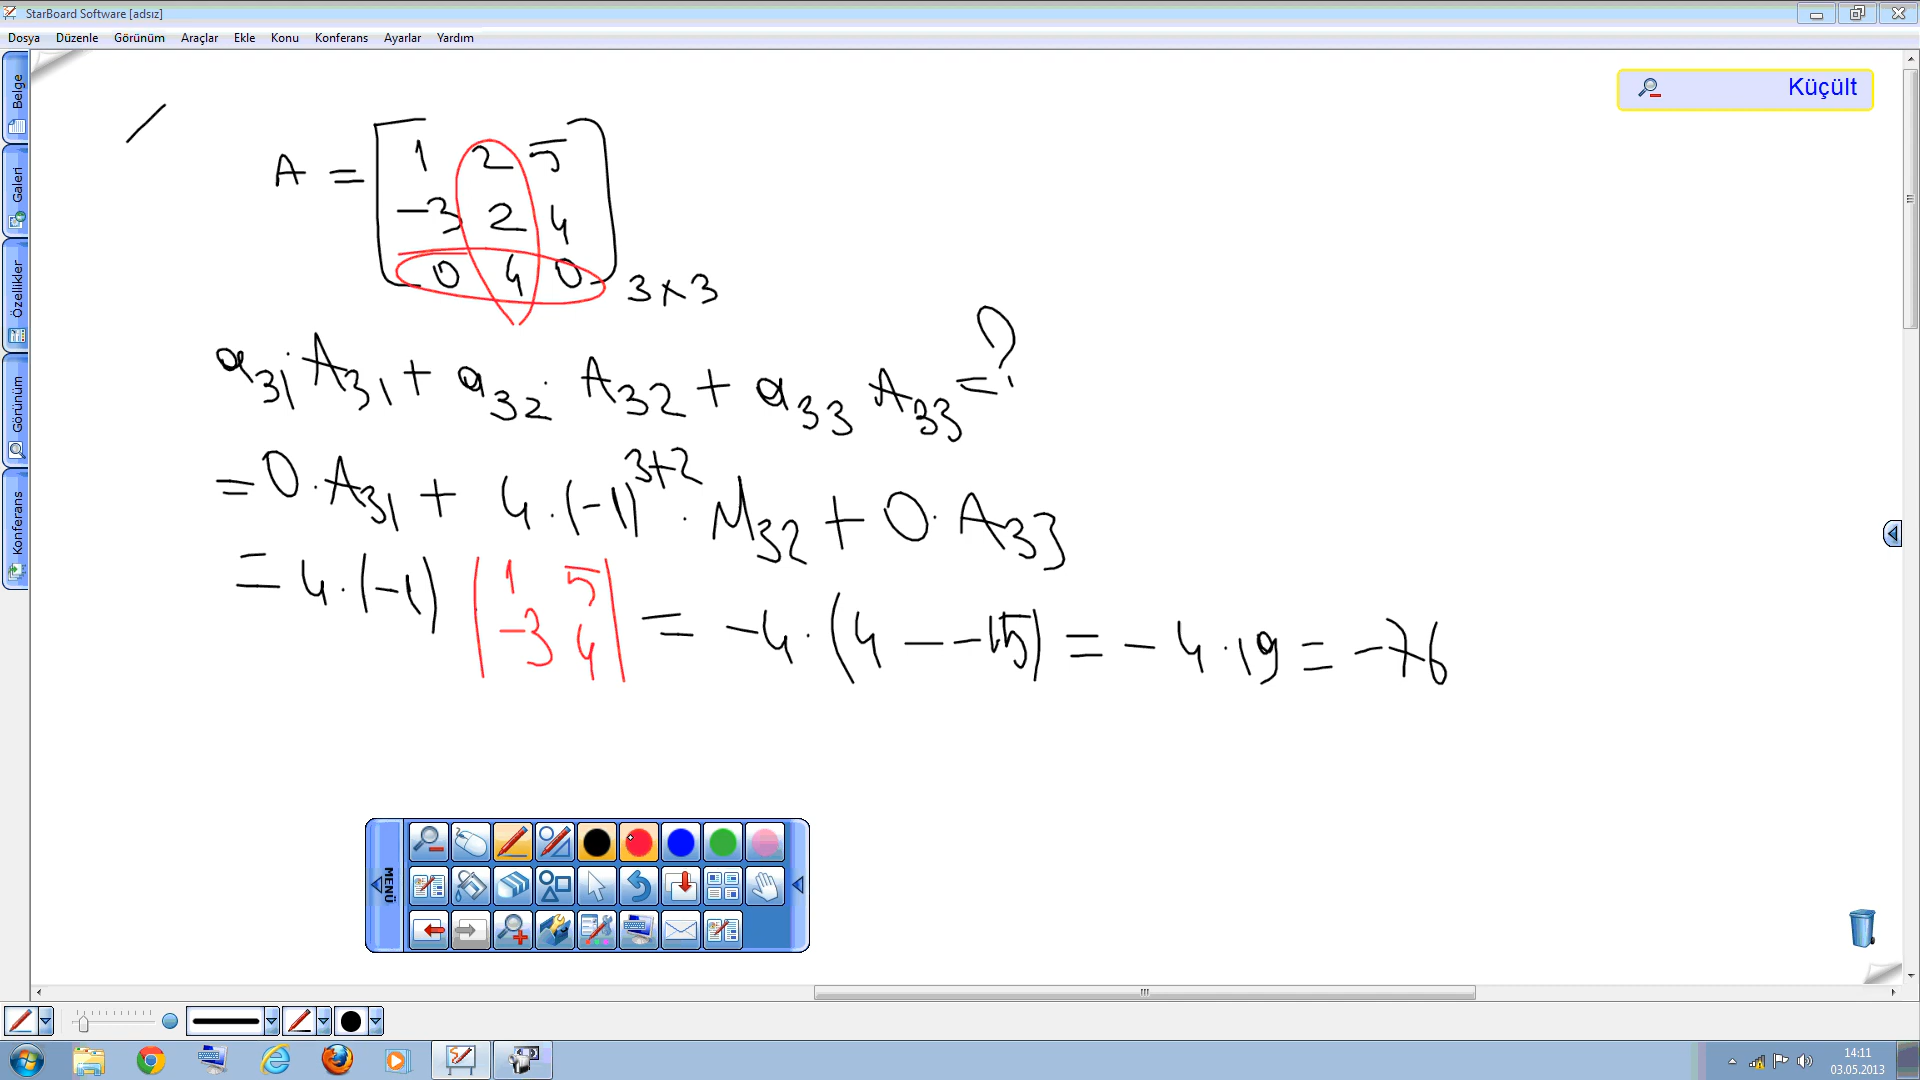 StarBoard Software [adsız]
Dosya Düzenle Görünüm Araçlar Ekle Konu Konferans Ayarlar Yardım
Belge
Galeri
Özellikler
Görünüm
Konferans
Küçült
A = [ 1 2 5
-3 2 4
0 4 0 ] 3×3
a31 · A31 + a32 · A32 + a33 A33 = ?
= 0 · A31 + 4 · (-1)^3+2 · M32 + 0 · A33
= 4 · (-1) | 1 5
-3 4 | = -4 · (4 - -15) = -4 · 19 = -76
MENÜ
14:11
03.05.2013